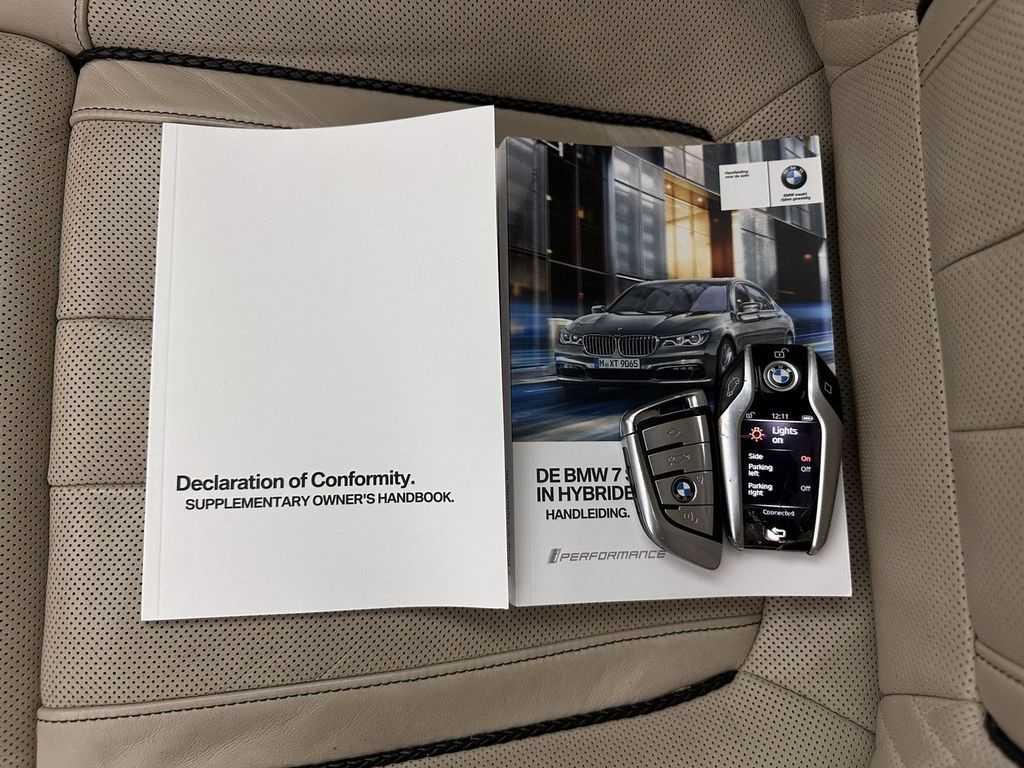 Declaration of Conformity.
SUPPLEMENTARY OWNER'S HANDBOOK.
Handleiding
voor de auto
BMW maakt
rijden geweldig
M XT 9065
DE BMW 7 S
IN HYBRIDE
HANDLEIDING.
iPERFORMANCE
12:11
Lights
on
Side On
Parking
left Off
Parking
right Off
Connected